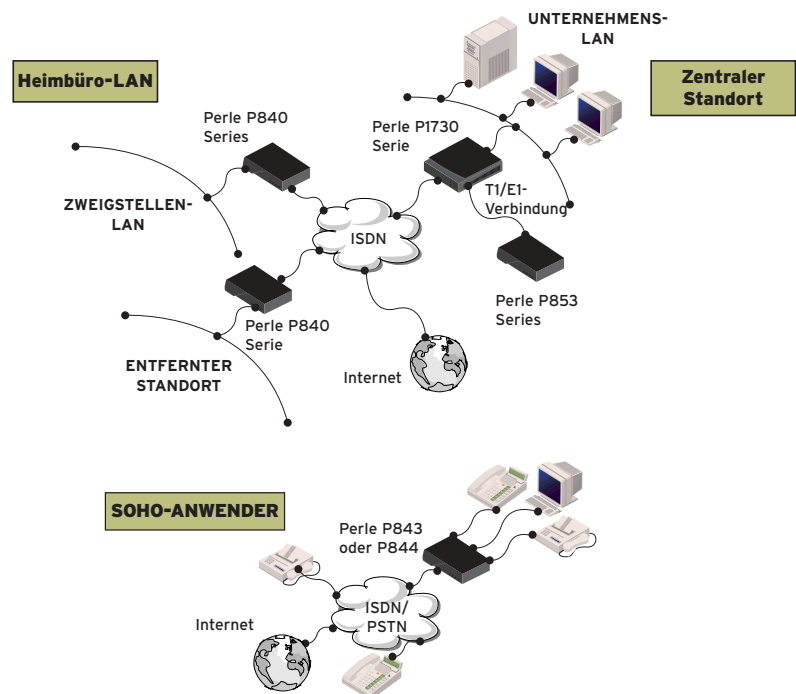 UNTERNEHMENS-
LAN
Heimbüro-LAN
Zentraler
Standort
Perle P840
Series
Perle P1730
Serie
T1/E1-
Verbindung
ZWEIGSTELLEN-
LAN
ISDN
Perle P853
Series
Perle P840
Serie
ENTFERNTER
STANDORT
Internet
SOHO-ANWENDER
Perle P843
oder P844
ISDN/
PSTN
Internet